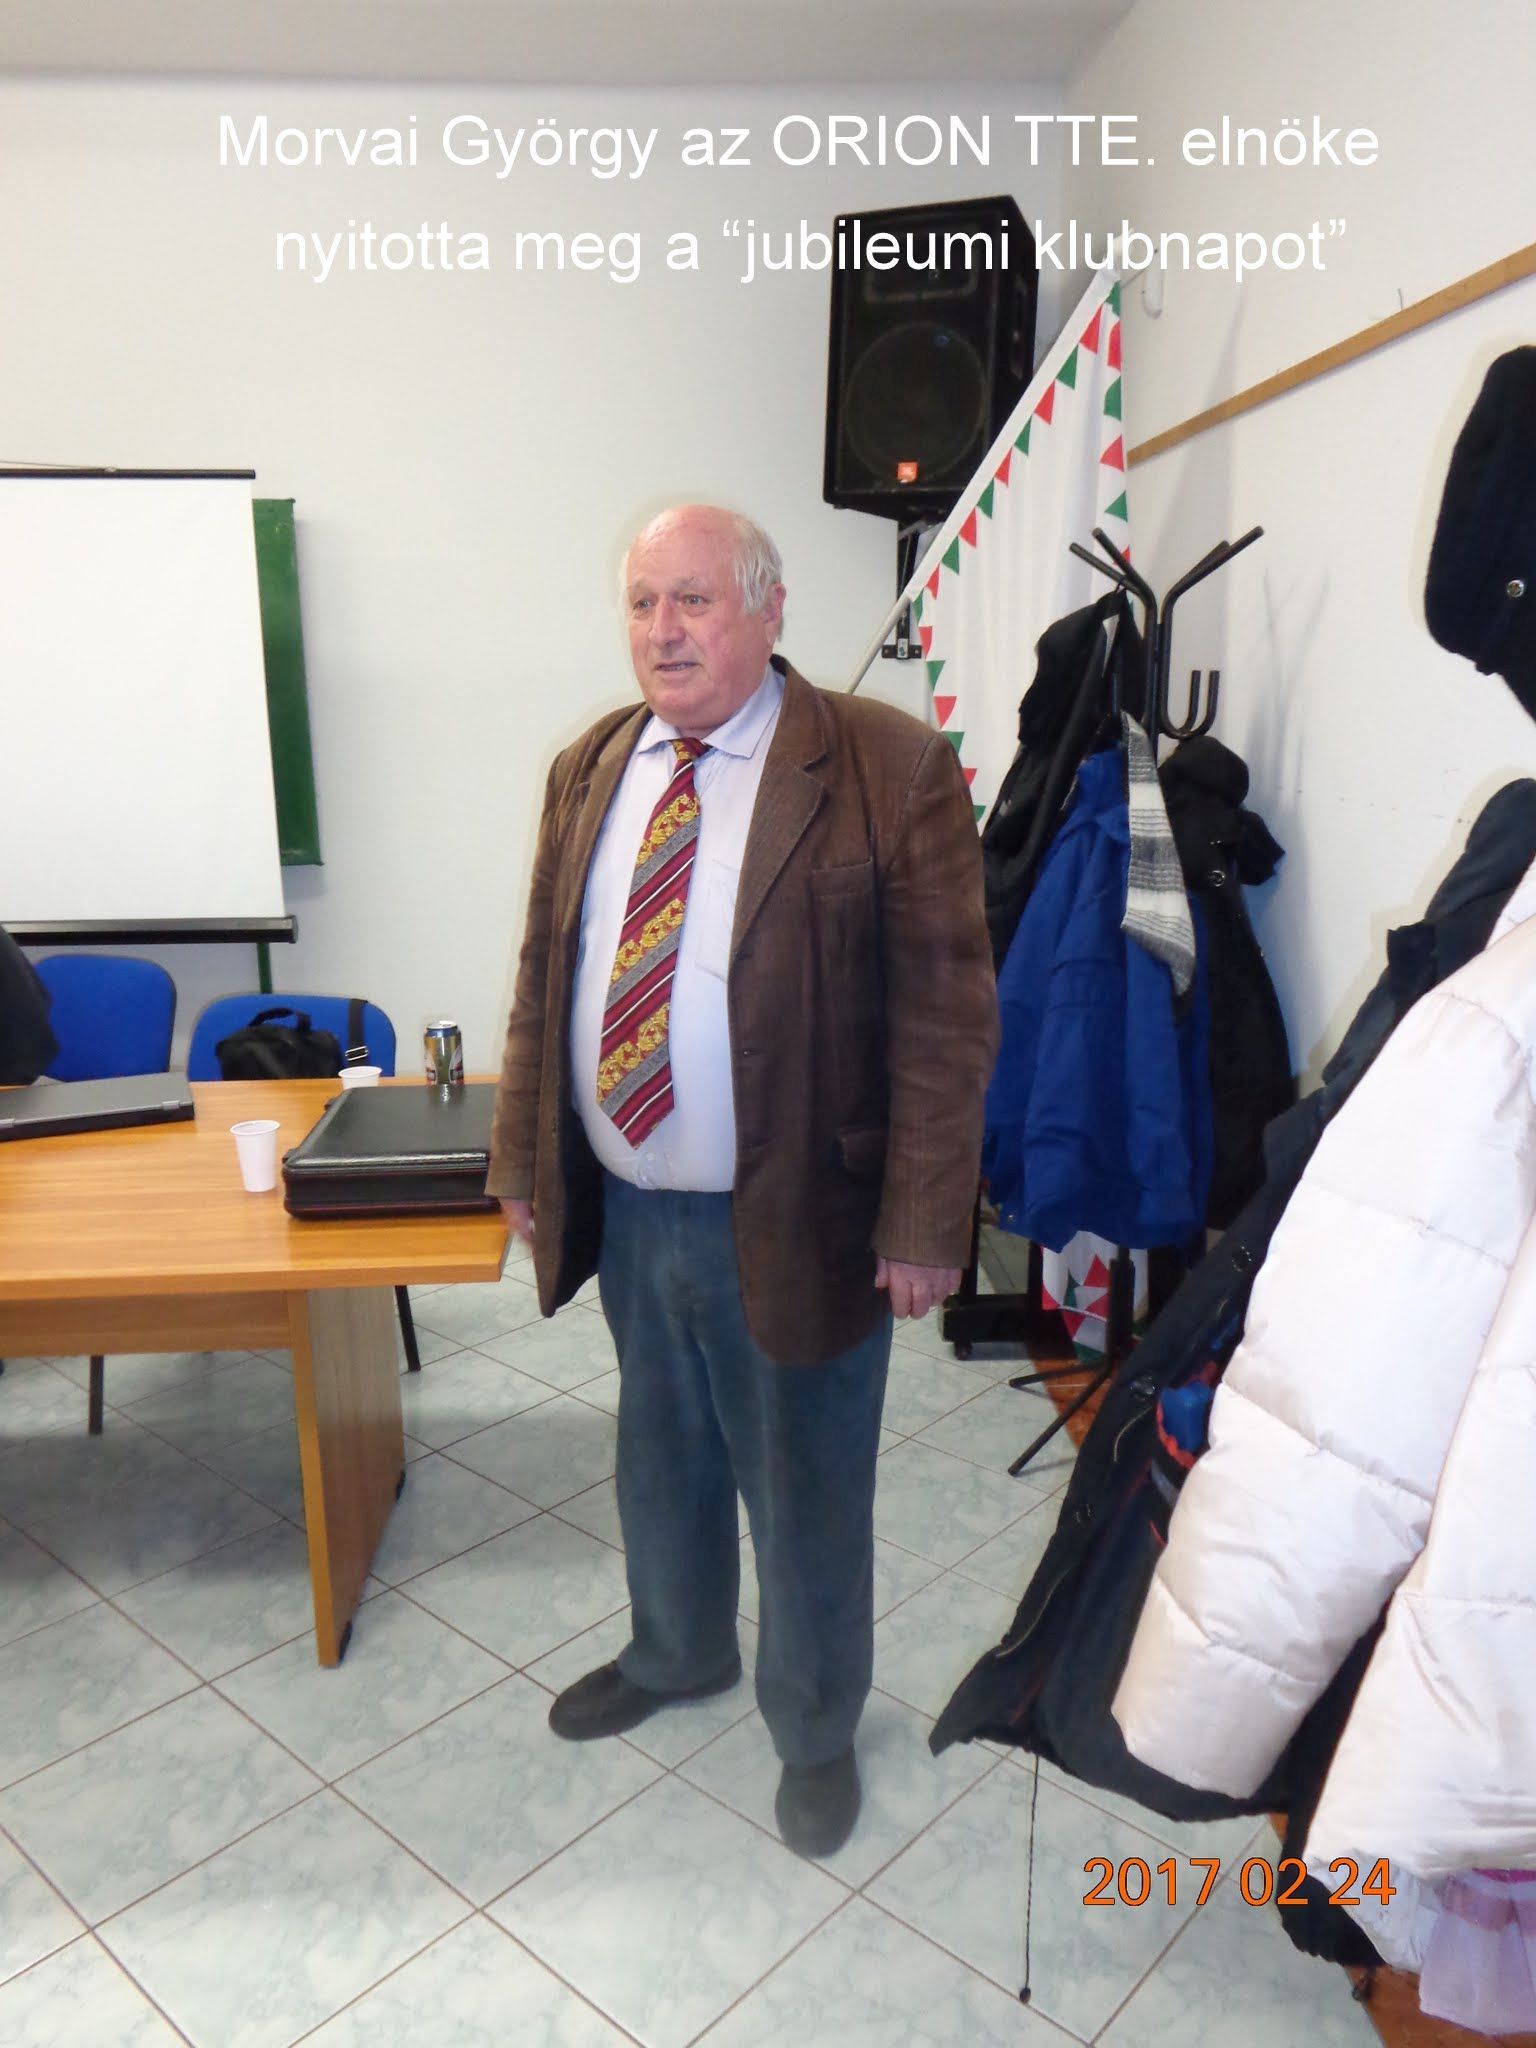 Morvai György az ORION TTE. elnöke
nyitotta meg a “jubileumi klubnapot”
2017 02 24